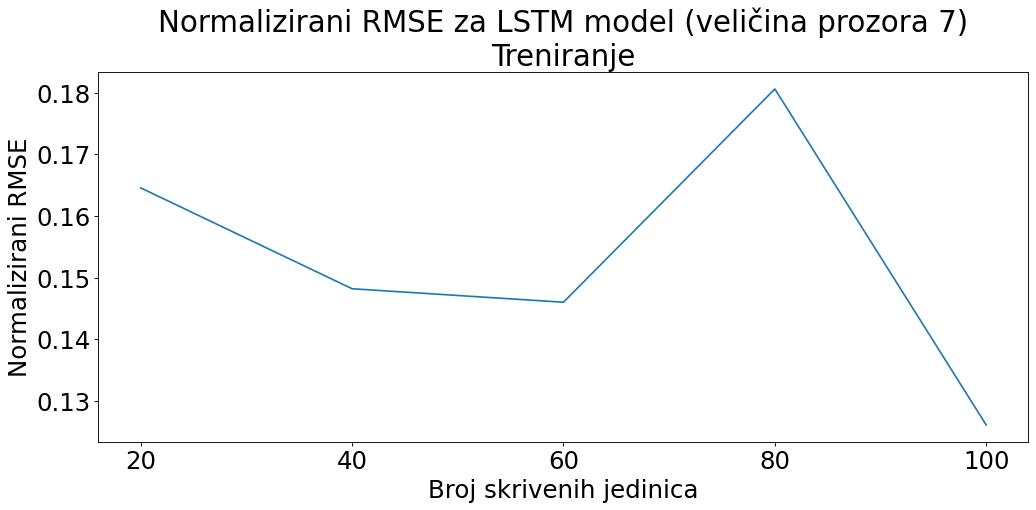 Normalizirani RMSE za LSTM model (veličina prozora 7)
Treniranje
Normalizirani RMSE
0.18
0.17
0.16
0.15
0.14
0.13
20 40 60 80 100
Broj skrivenih jedinica